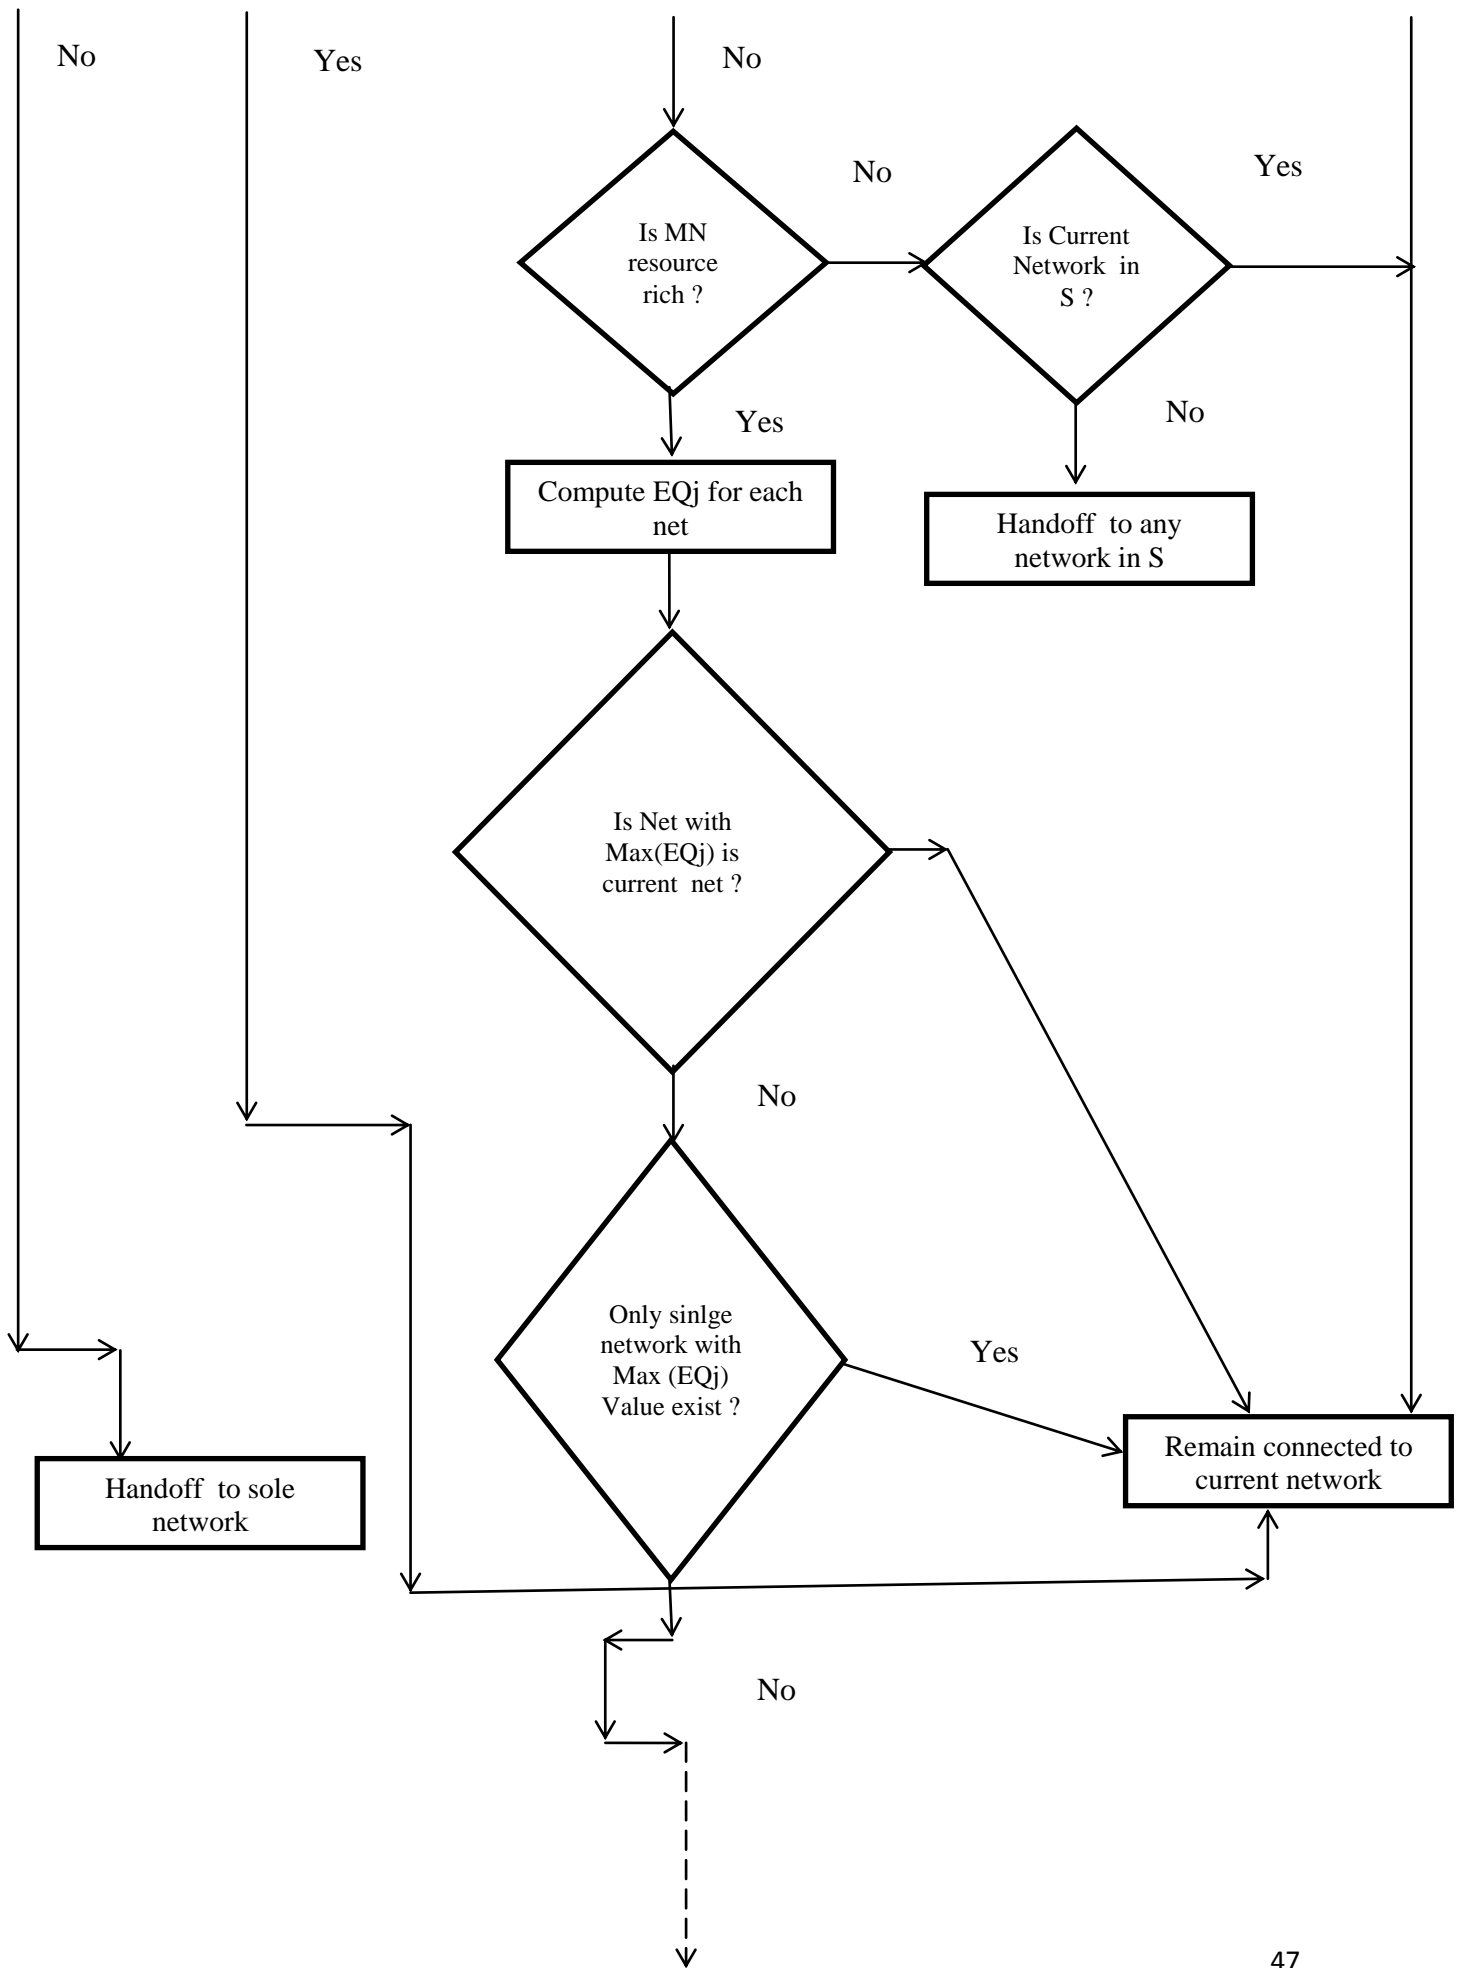 No
Yes
No
No
Yes
Is MN
resource
rich ?
Is Current
Network in
S ?
Yes
No
Compute EQj for each
net
Handoff to any
network in S
Is Net with
Max(EQj) is
current net ?
No
Only sinlge
network with
Max (EQj)
Value exist ?
Yes
Remain connected to
current network
Handoff to sole
network
No
47